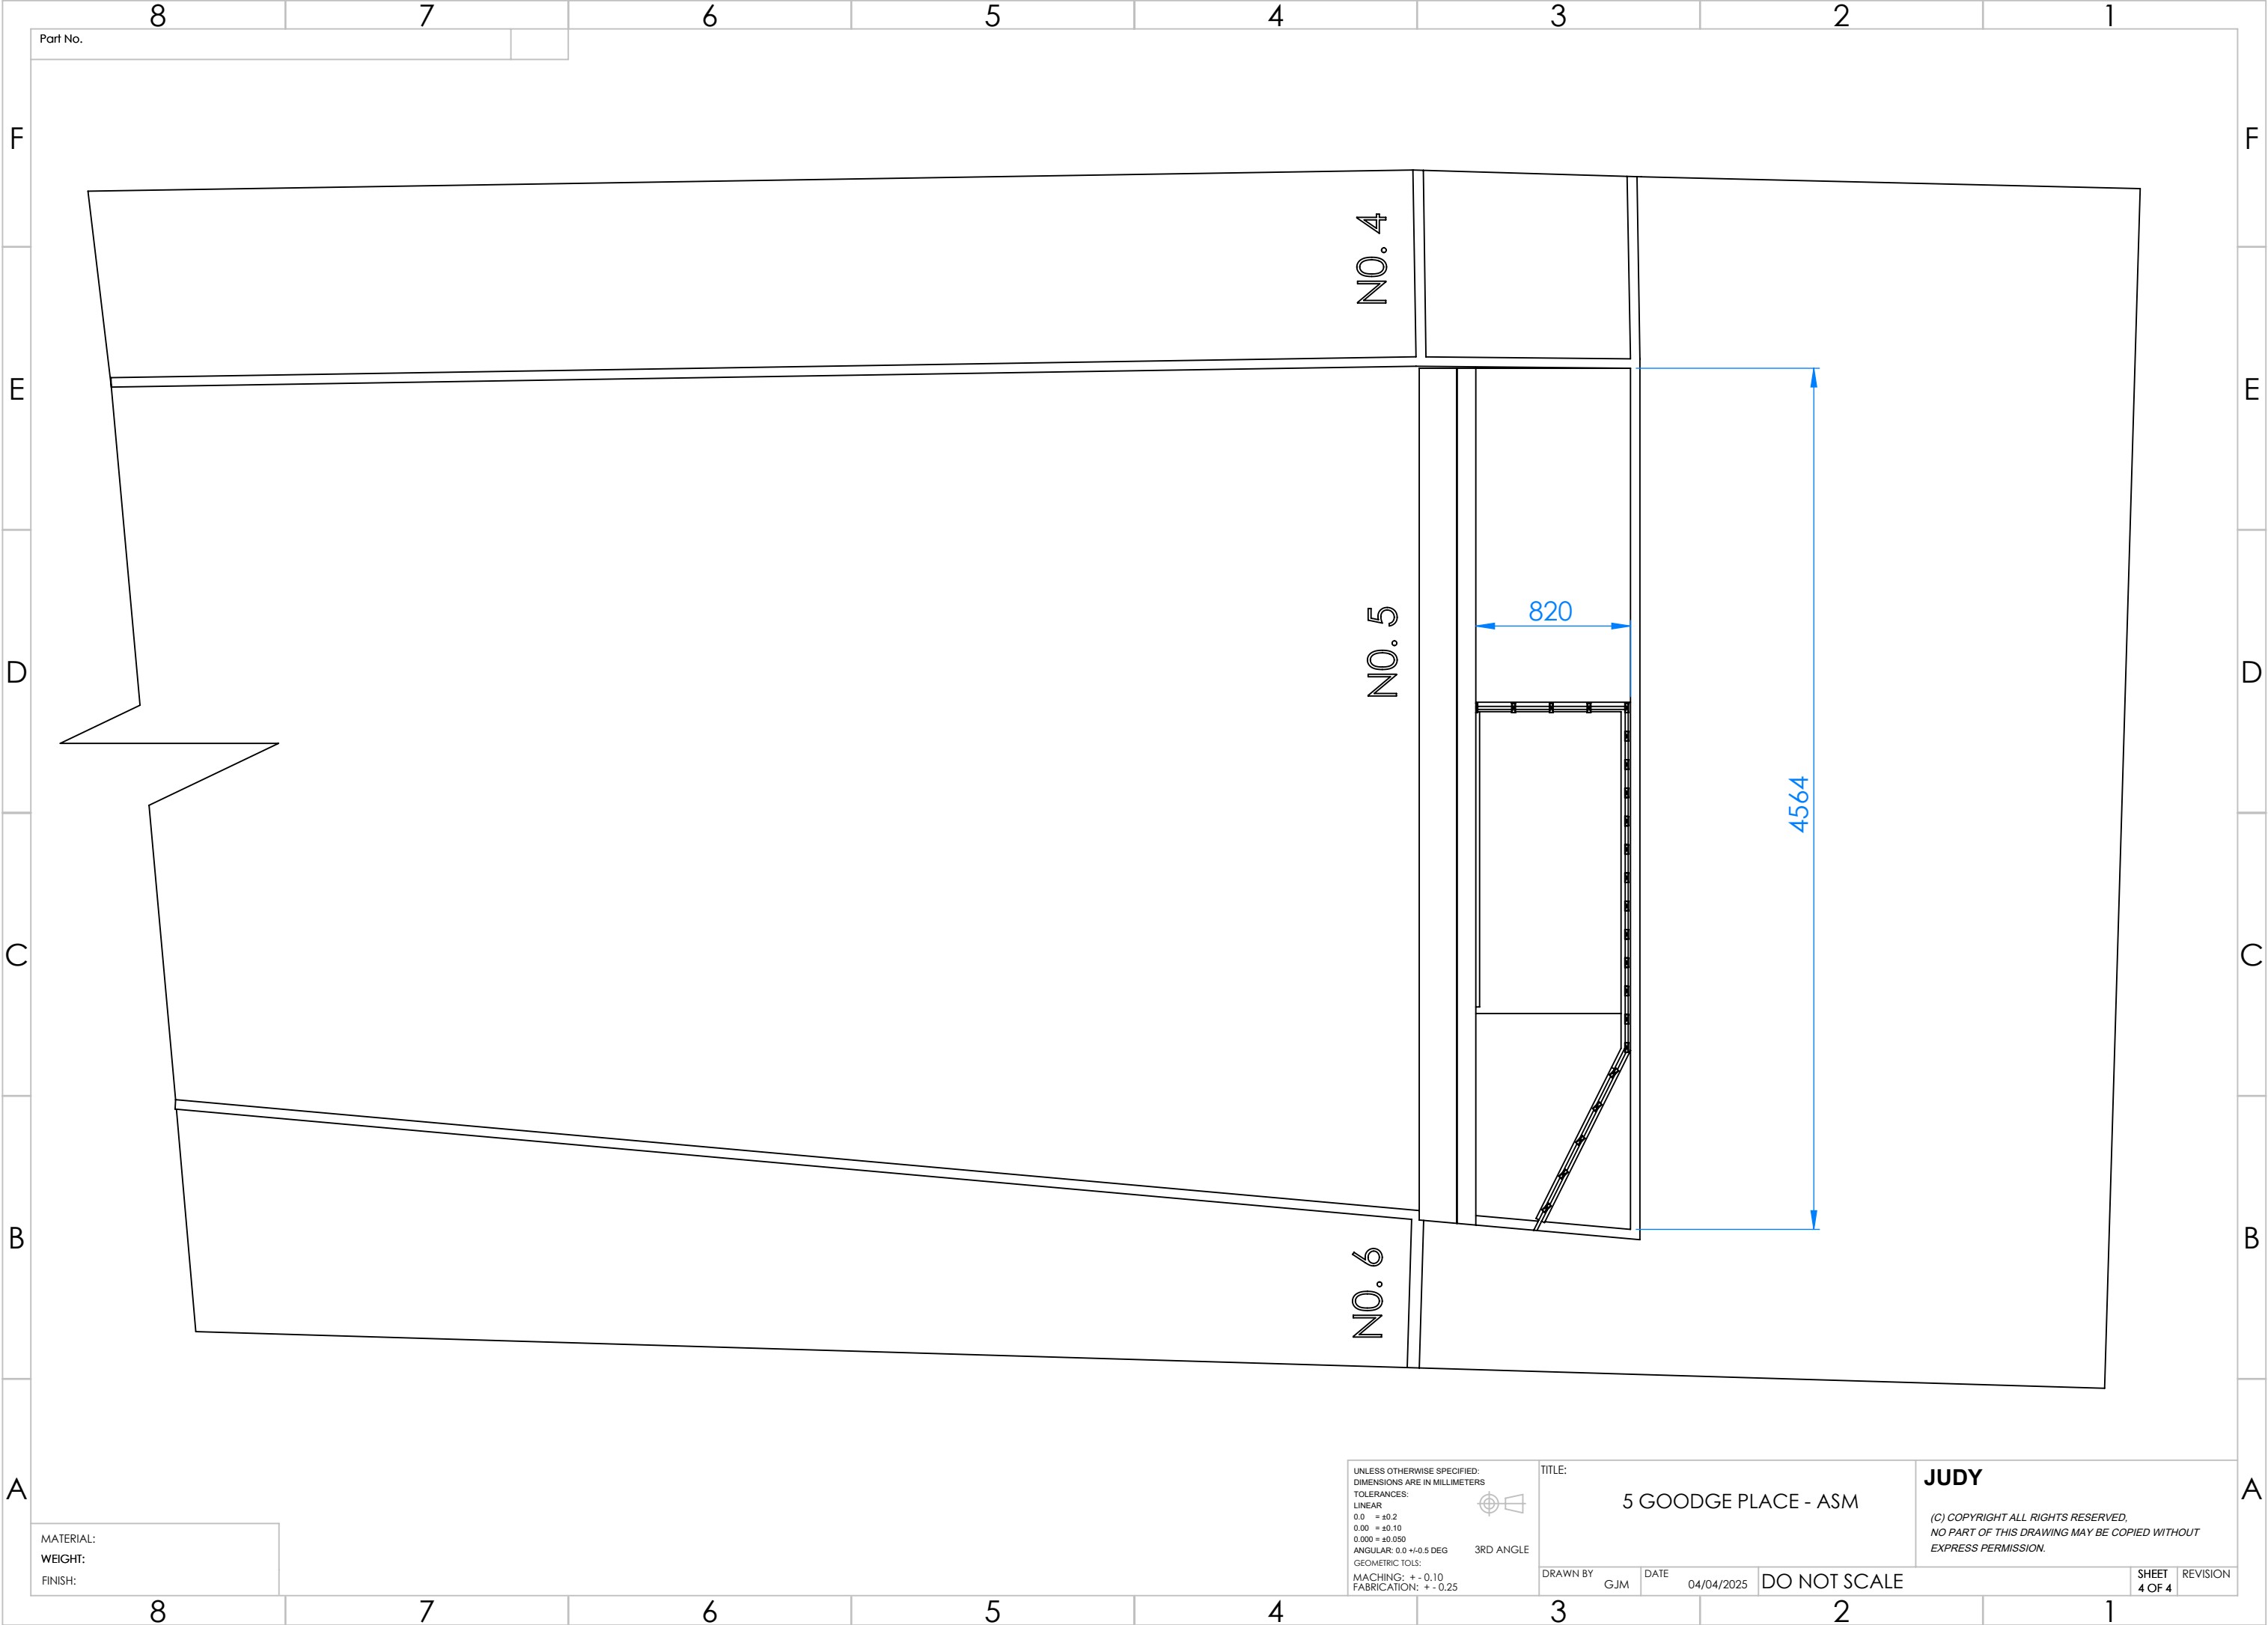 8 7 6 5 4 3 2 1
Part No.
F F
NO. 4
E E
NO. 5
820
D D
4564
C C
B B
NO. 6
A A
UNLESS OTHERWISE SPECIFIED:
DIMENSIONS ARE IN MILLIMETERS
TOLERANCES:
LINEAR
0.0 = ±0.2
0.00 = ±0.10
0.000 = ±0.050
ANGULAR: 0.0 +/-0.5 DEG
GEOMETRIC TOLS:
MACHING: + - 0.10
FABRICATION: + - 0.25
3RD ANGLE
TITLE:
5 GOODGE PLACE - ASM
JUDY
(C) COPYRIGHT ALL RIGHTS RESERVED,
NO PART OF THIS DRAWING MAY BE COPIED WITHOUT
EXPRESS PERMISSION.
DRAWN BY GJM
DATE 04/04/2025
DO NOT SCALE
SHEET
4 OF 4
REVISION
MATERIAL:
WEIGHT:
FINISH:
8 7 6 5 4 3 2 1